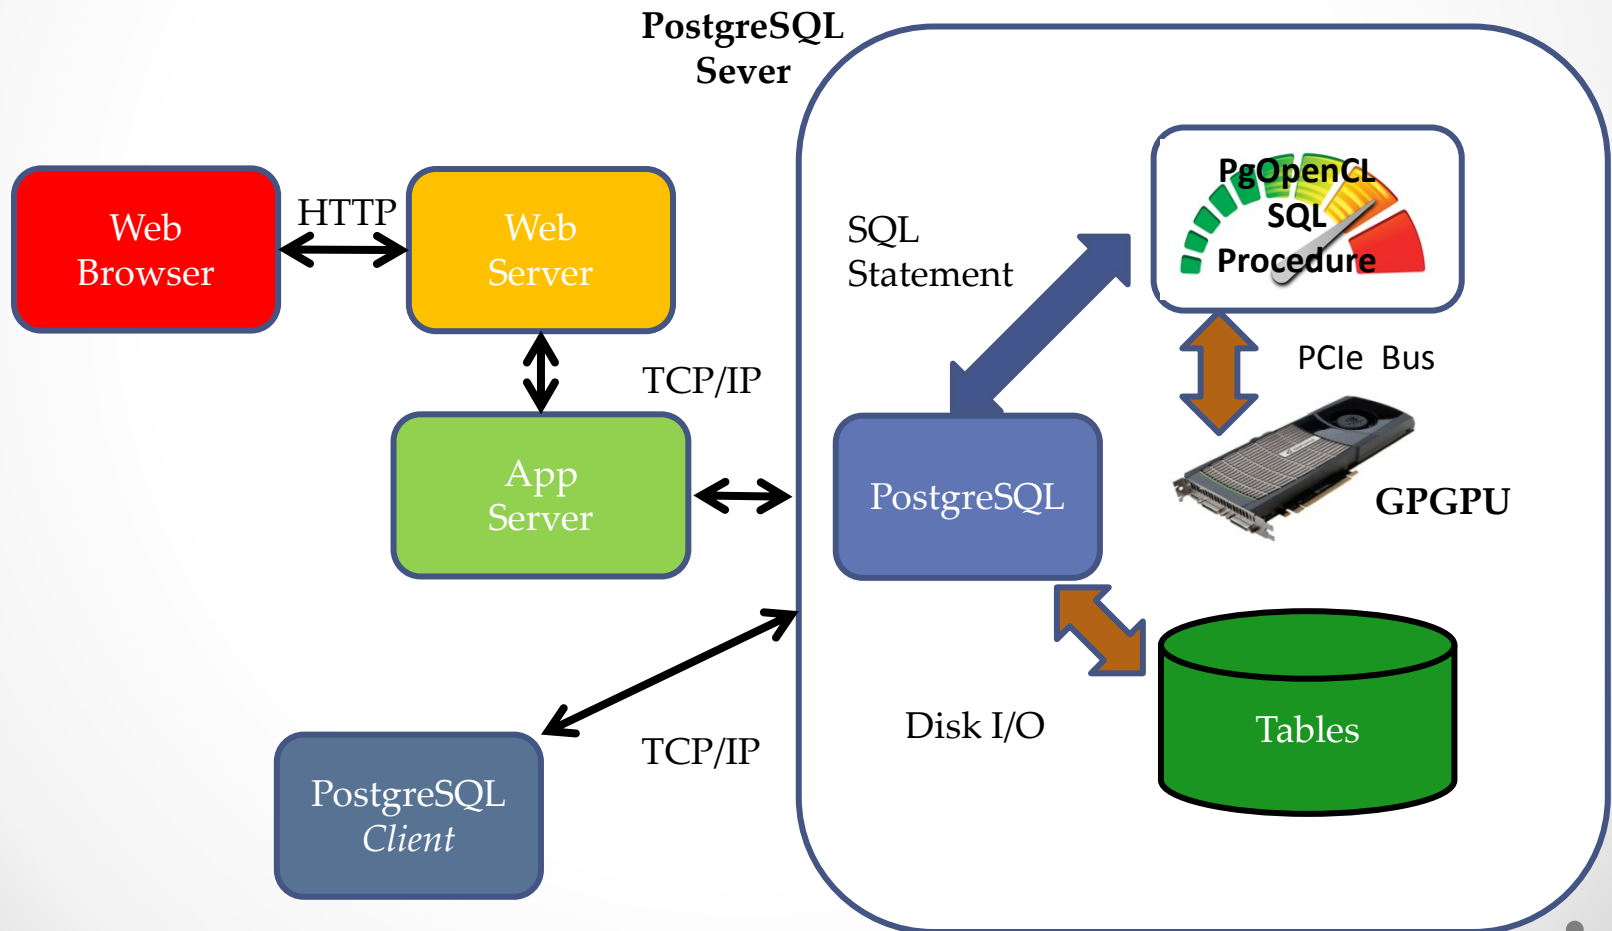 PostgreSQL
Sever
Web
Browser
HTTP
Web
Server
TCP/IP
App
Server
PostgreSQL
Client
TCP/IP
SQL
Statement
PgOpenCL
SQL
Procedure
PCIe Bus
GPGPU
PostgreSQL
Disk I/O
Tables